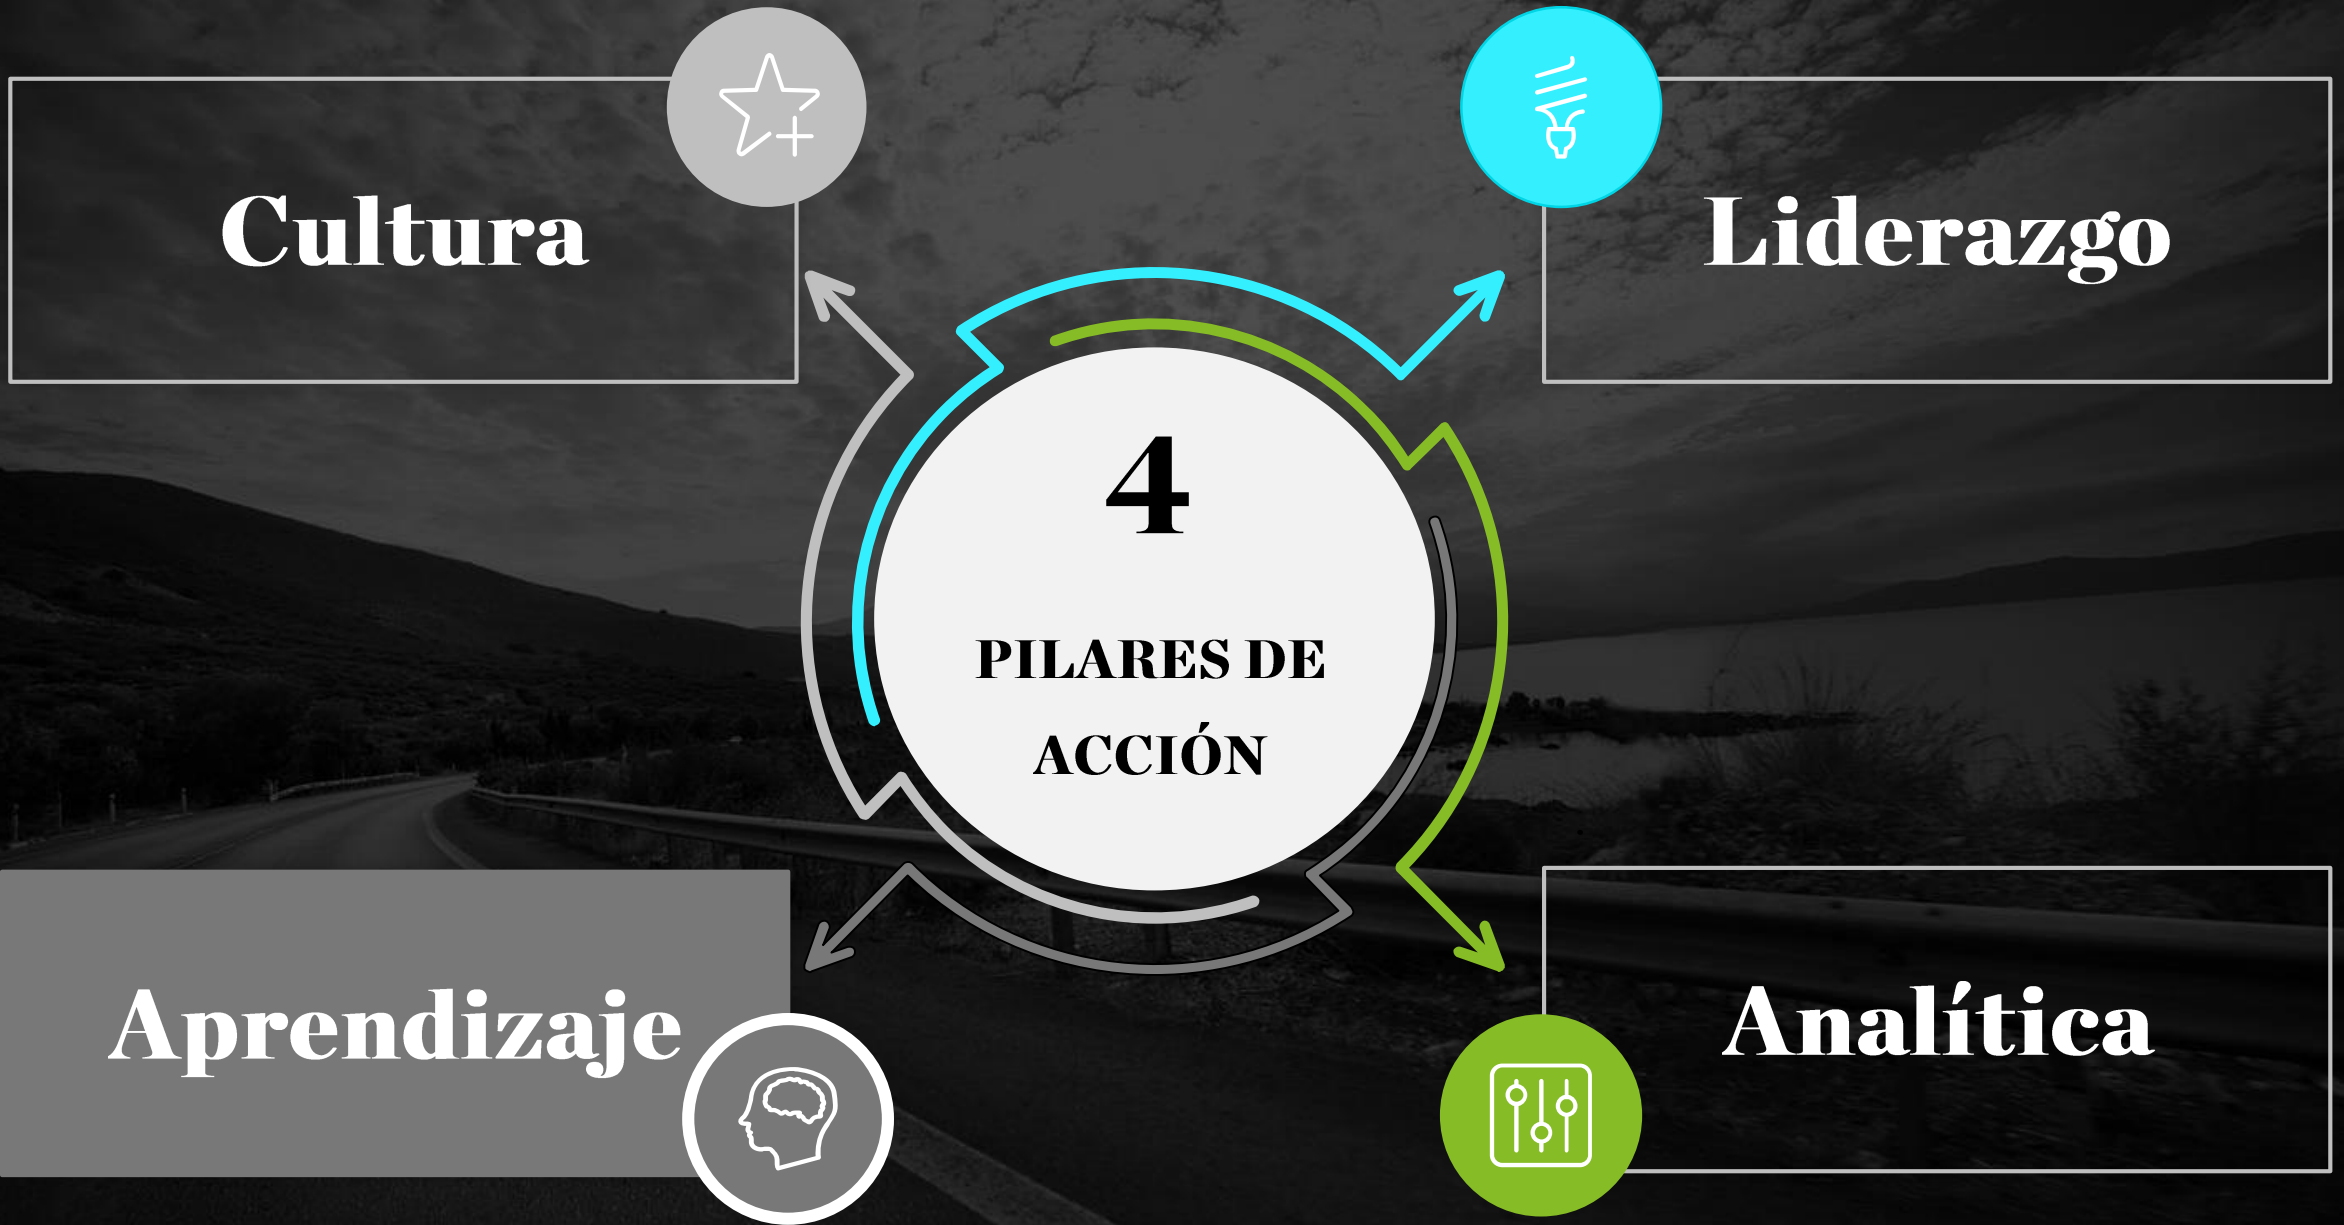 Cultura
Liderazgo
4
PILARES DE
ACCIÓN
Aprendizaje
Analítica